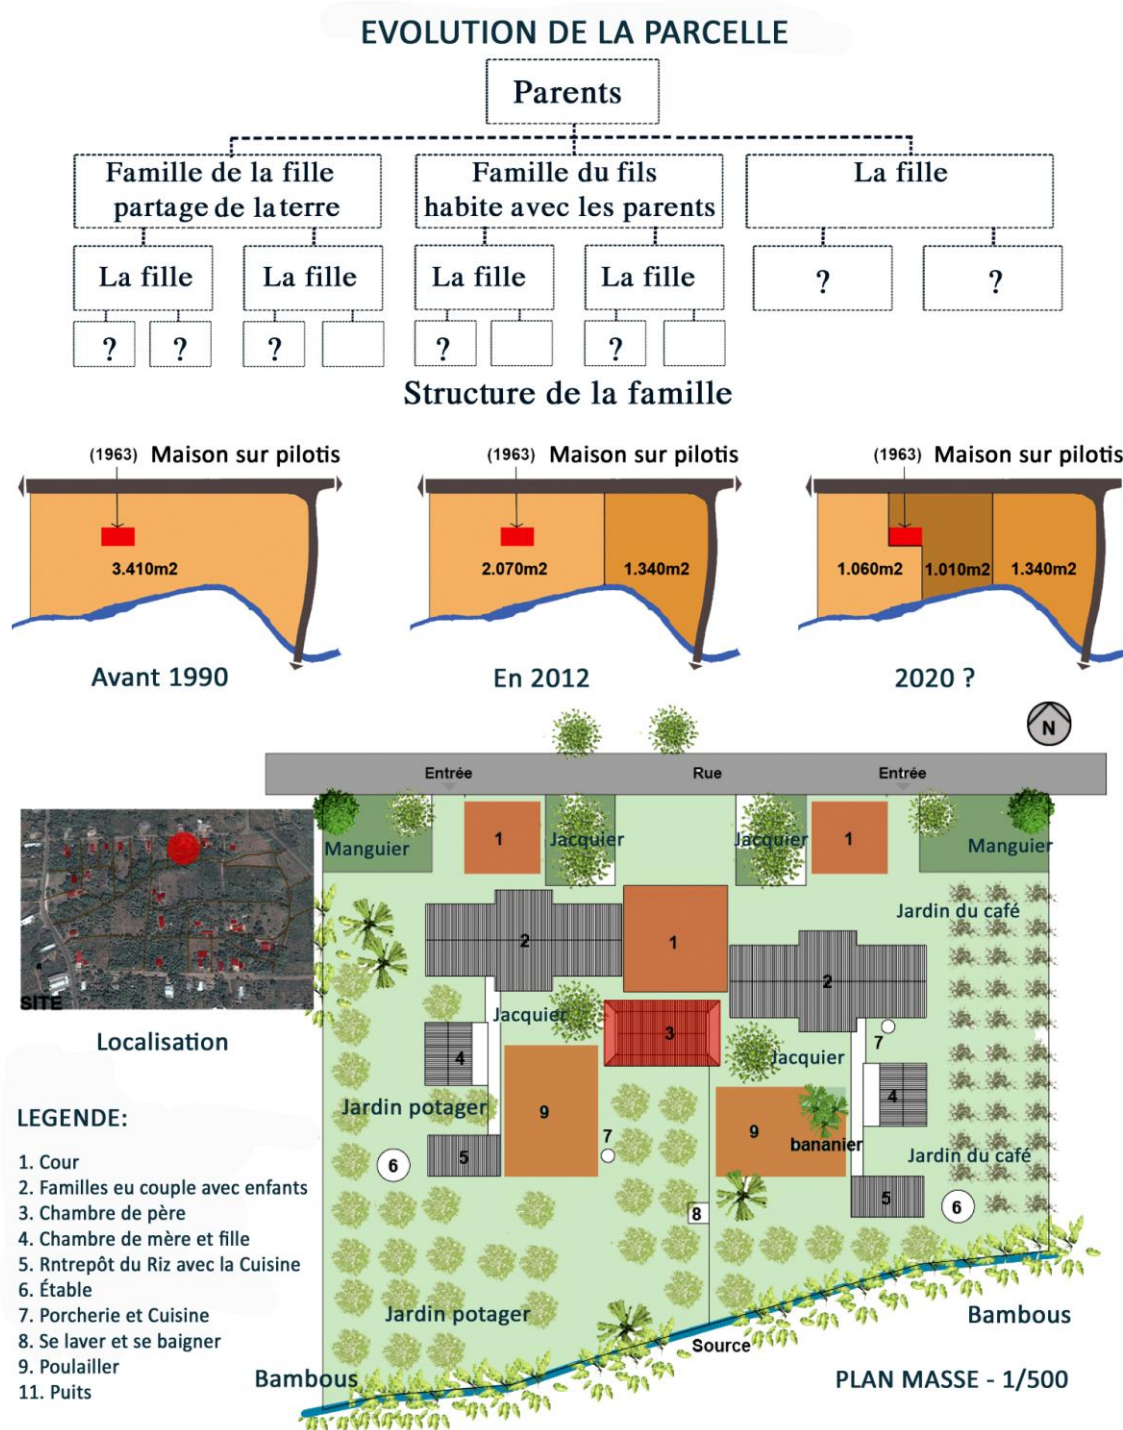 EVOLUTION DE LA PARCELLE
Parents
Famille de la fille
partage de la terre
Famille du fils
habite avec les parents
La fille
La fille
La fille
La fille
La fille
?
?
?
?
?
?
?
Structure de la famille
(1963) Maison sur pilotis
3.410m2
Avant 1990
(1963) Maison sur pilotis
2.070m2
1.340m2
En 2012
(1963) Maison sur pilotis
1.060m2
1.010m2
1.340m2
2020 ?
N
Entrée
Rue
Entrée
Manguier
1
Jacquier
Jacquier
1
Manguier
Jardin du café
2
1
2
SITE
Localisation
Jacquier
3
Jacquier
7
4
4
Jardin potager
9
9
bananier
7
5
6
Jardin du café
5
6
8
Jardin potager
Source
Bambous
Bambous
PLAN MASSE - 1/500
LEGENDE:
1. Cour
2. Familles eu couple avec enfants
3. Chambre de père
4. Chambre de mère et fille
5. Rntrepôt du Riz avec la Cuisine
6. Étable
7. Porcherie et Cuisine
8. Se laver et se baigner
9. Poulailler
11. Puits